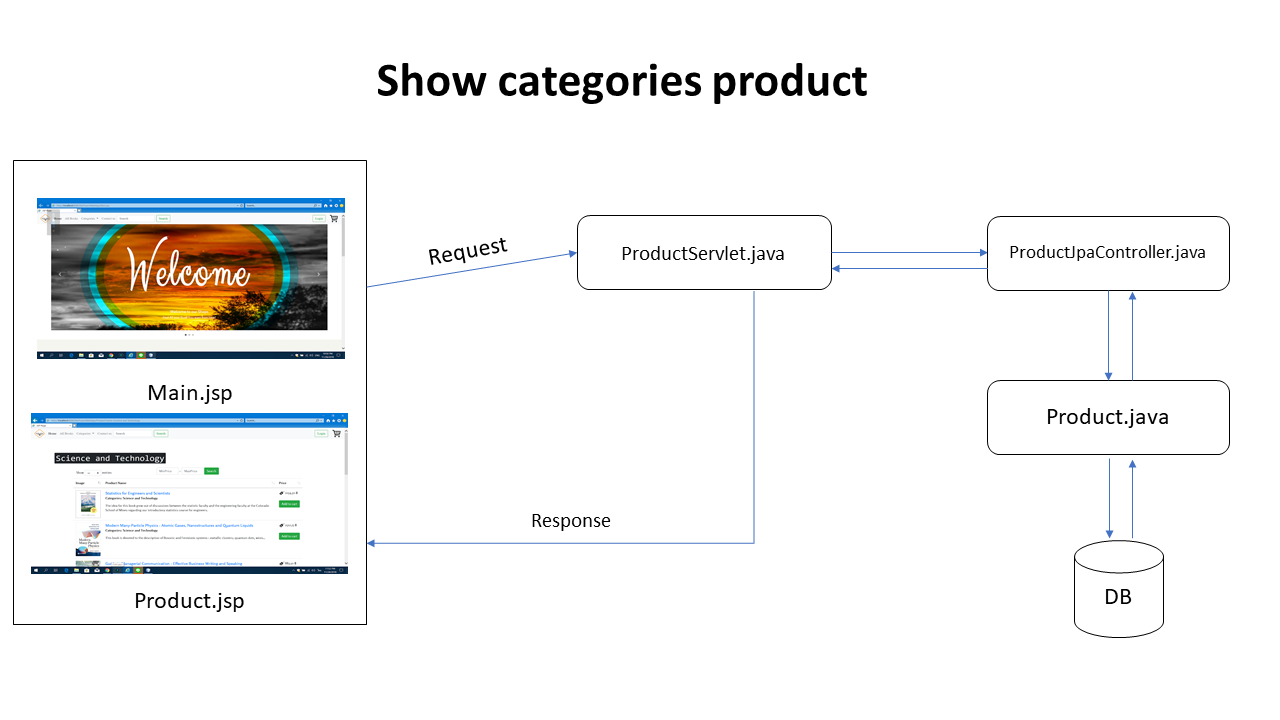 Show categories product
Request
ProductServlet.java
ProductJpaController.java
Welcome
Main.jsp
Product.java
Science and Technology
Product Name
Price
Statistics for Engineers and Scientists
Categories: Science and Technology
Modern Many-Particle Physics - Atomic Gases, Nanostructures and Quantum Liquids
Categories: Science and Technology
Response
Product.jsp
DB